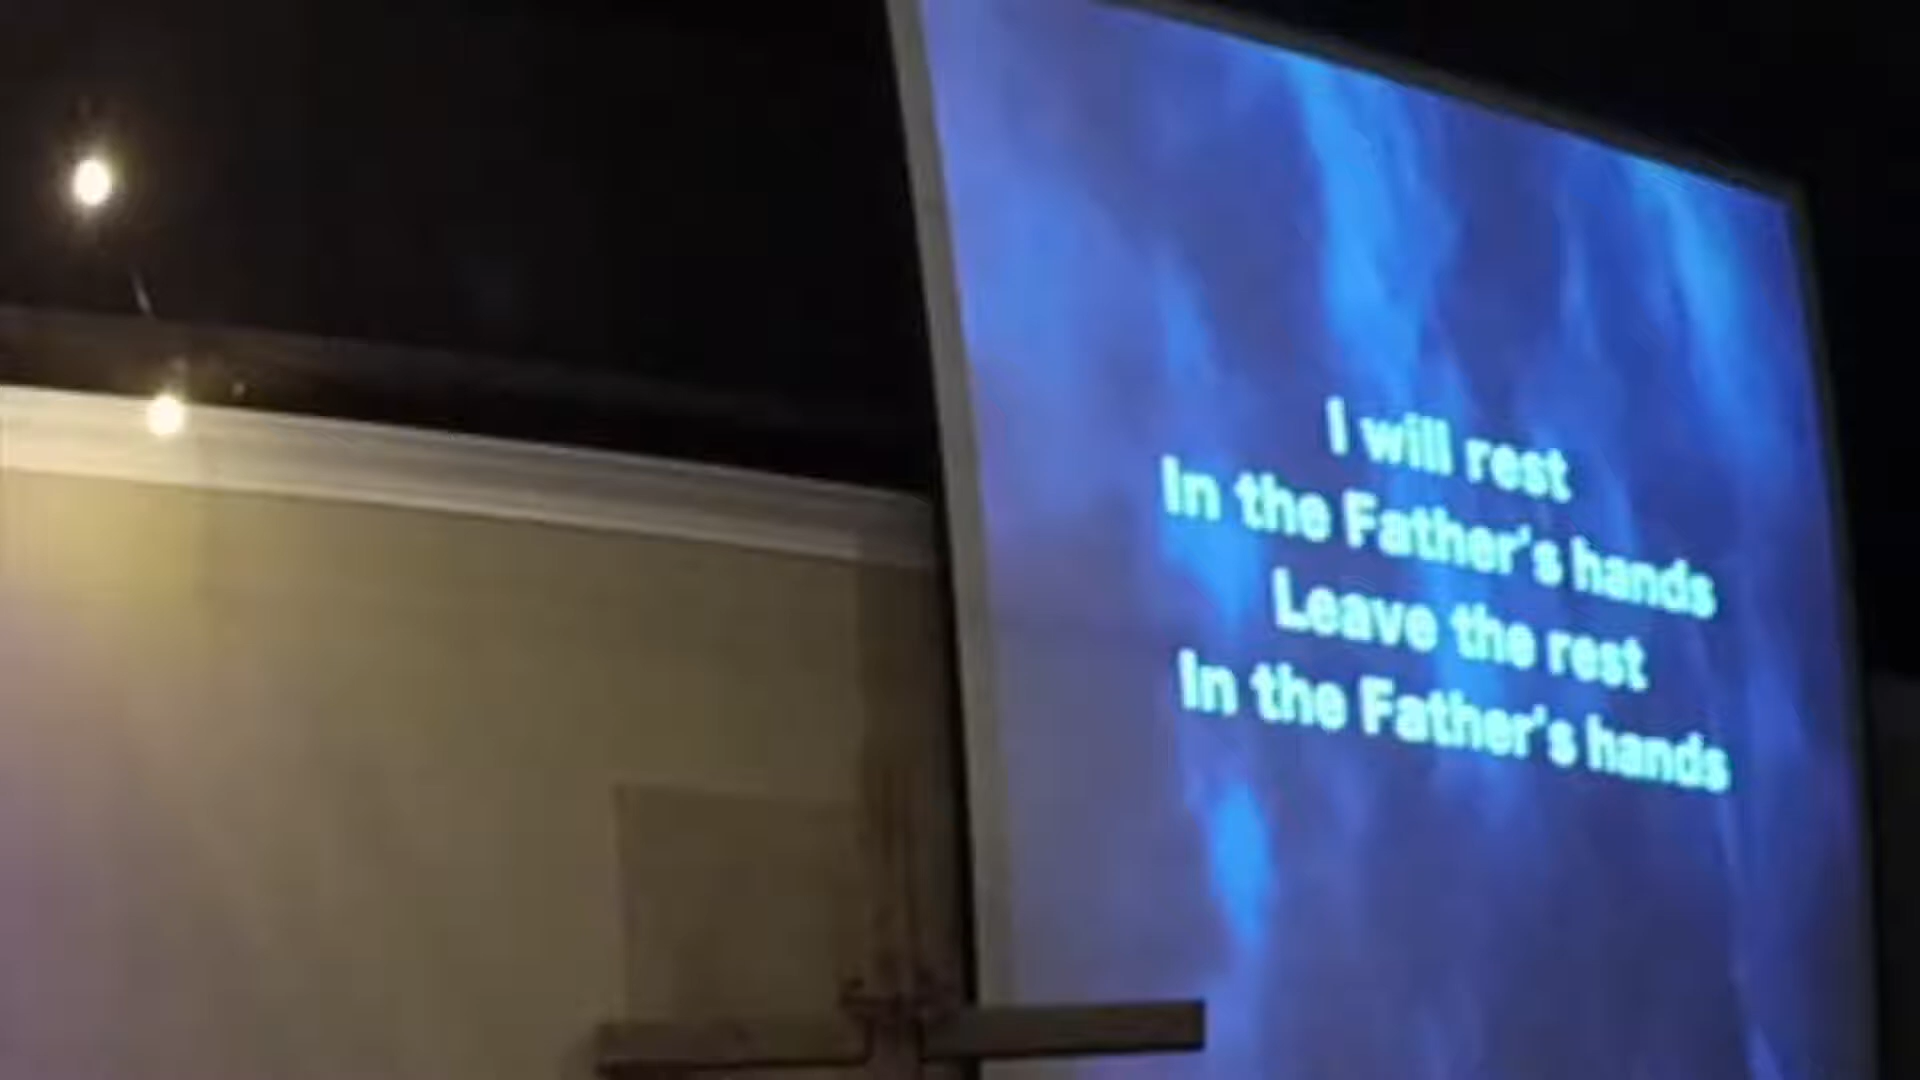 I will rest
In the Father's hands
Leave the rest
In the Father's hands